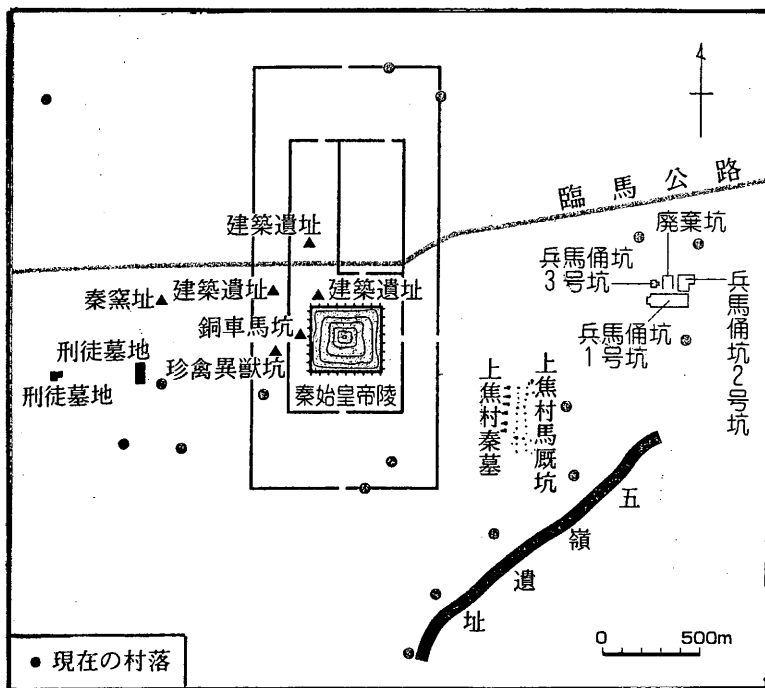 臨馬公路
建築遺址
廃棄坑
兵馬俑坑
3号坑
兵馬俑坑2号坑
兵馬俑坑
1号坑
秦窯址
建築遺址
建築遺址
銅車馬坑
珍禽異獣坑
刑徒墓地
刑徒墓地
秦始皇帝陵
上焦村馬厩坑
上焦村秦墓
五嶺遺址
0 500m
現在の村落